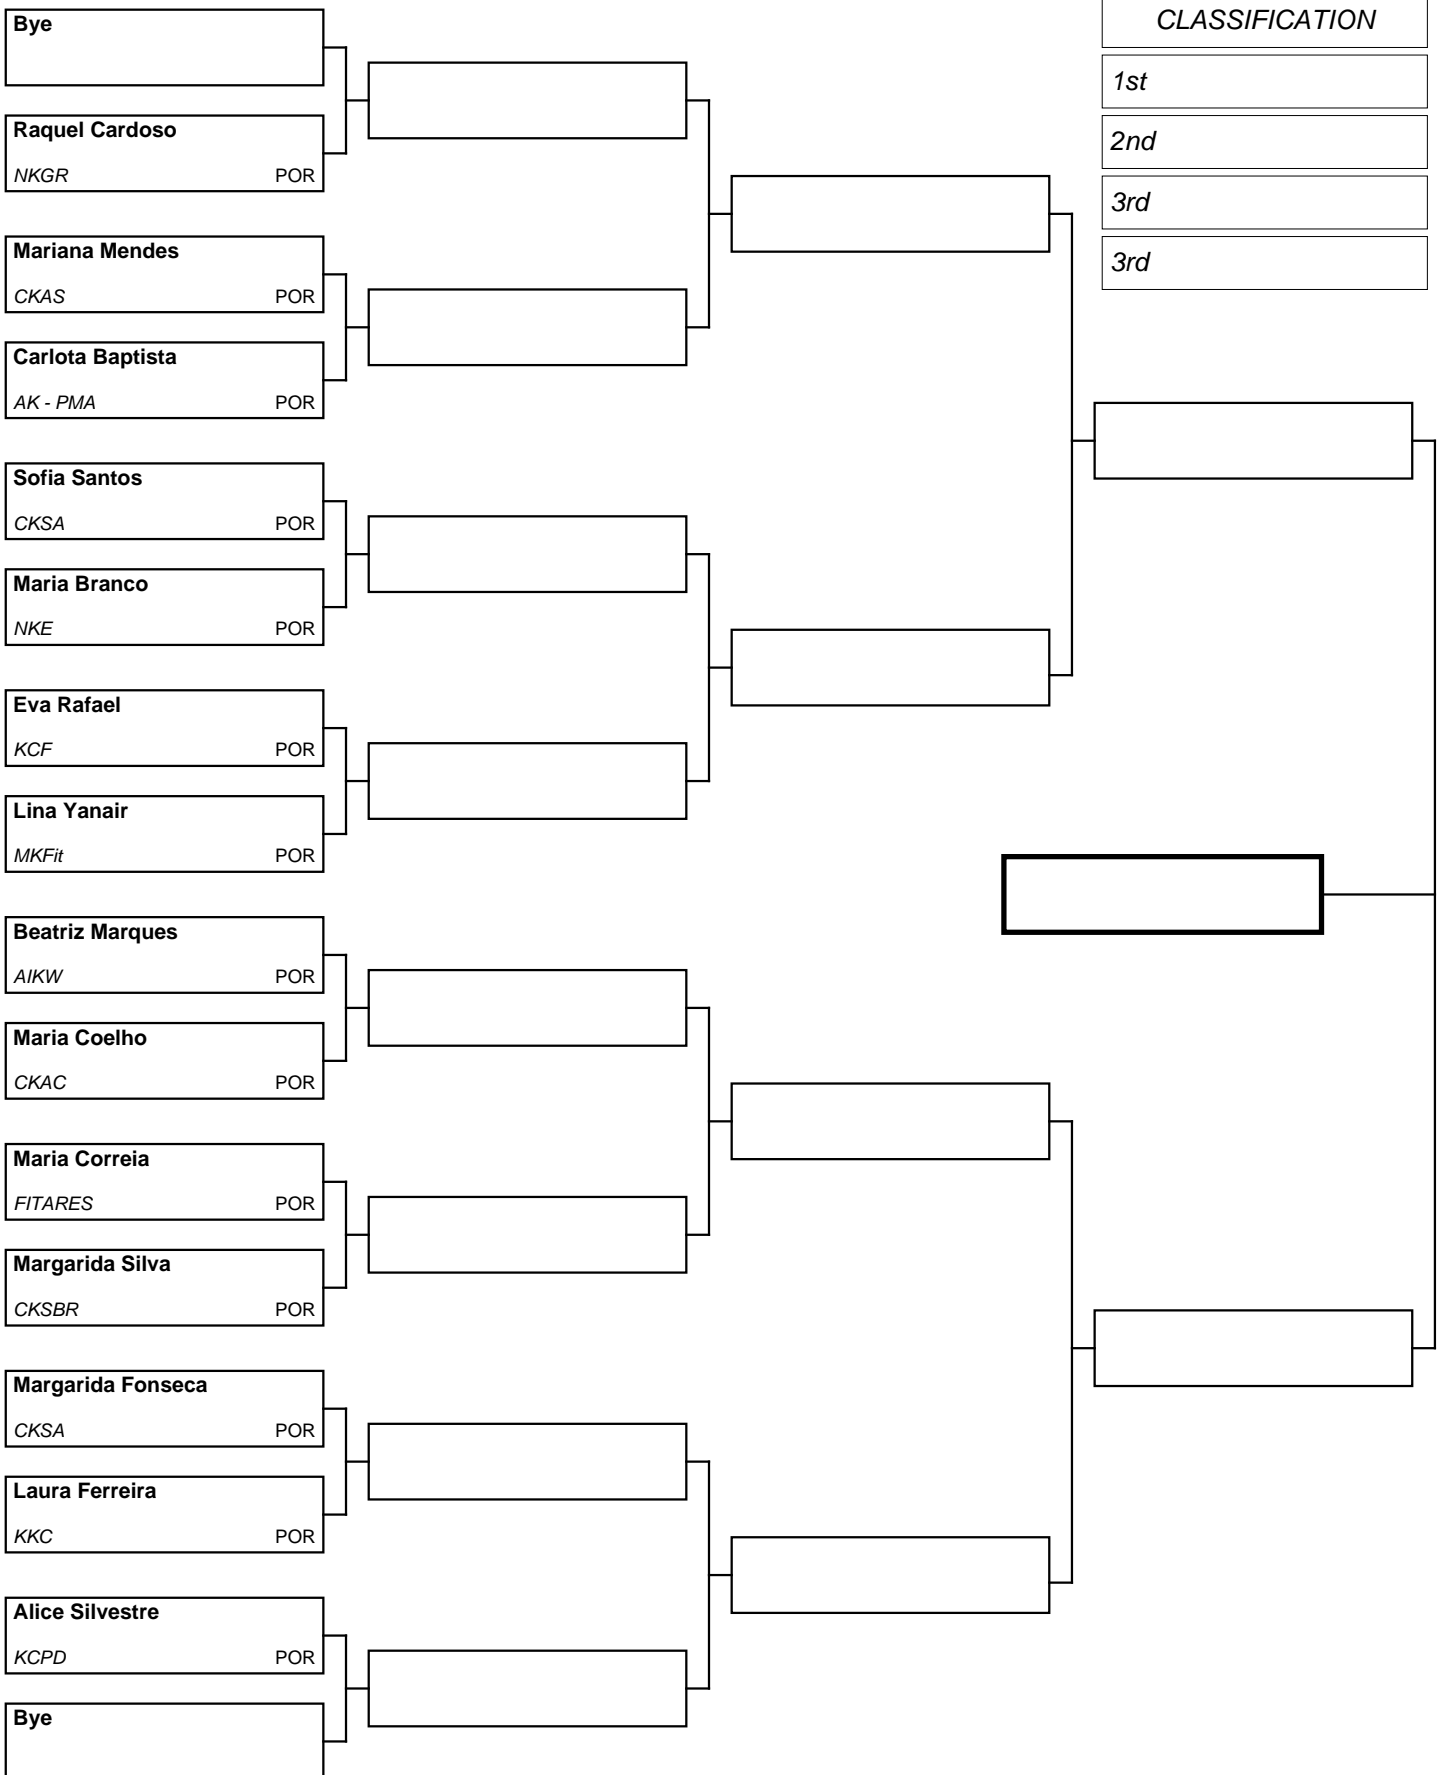 Bye
Raquel Cardoso
NKGR POR
Mariana Mendes
CKAS POR
Carlota Baptista
AK - PMA POR
Sofia Santos
CKSA POR
Maria Branco
NKE POR
Eva Rafael
KCF POR
Lina Yanair
MKFit POR
Beatriz Marques
AIKW POR
Maria Coelho
CKAC POR
Maria Correia
FITARES POR
Margarida Silva
CKSBR POR
Margarida Fonseca
CKSA POR
Laura Ferreira
KKC POR
Alice Silvestre
KCPD POR
Bye
CLASSIFICATION
1st
2nd
3rd
3rd